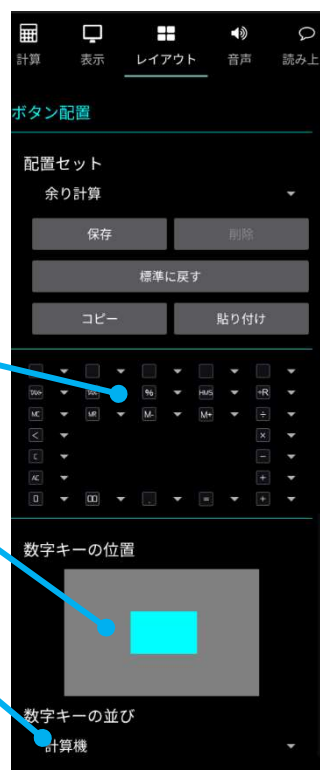 計算 表示 レイアウト 音声 読み上
ボタン配置
配置セット
余り計算
保存 削除
標準に戻す
コピー 貼り付け
% HMS ÷R
MC MR M- M+ ÷
< ×
C −
AC +
0 00 . = +
数字キーの位置
数字キーの並び
計算機